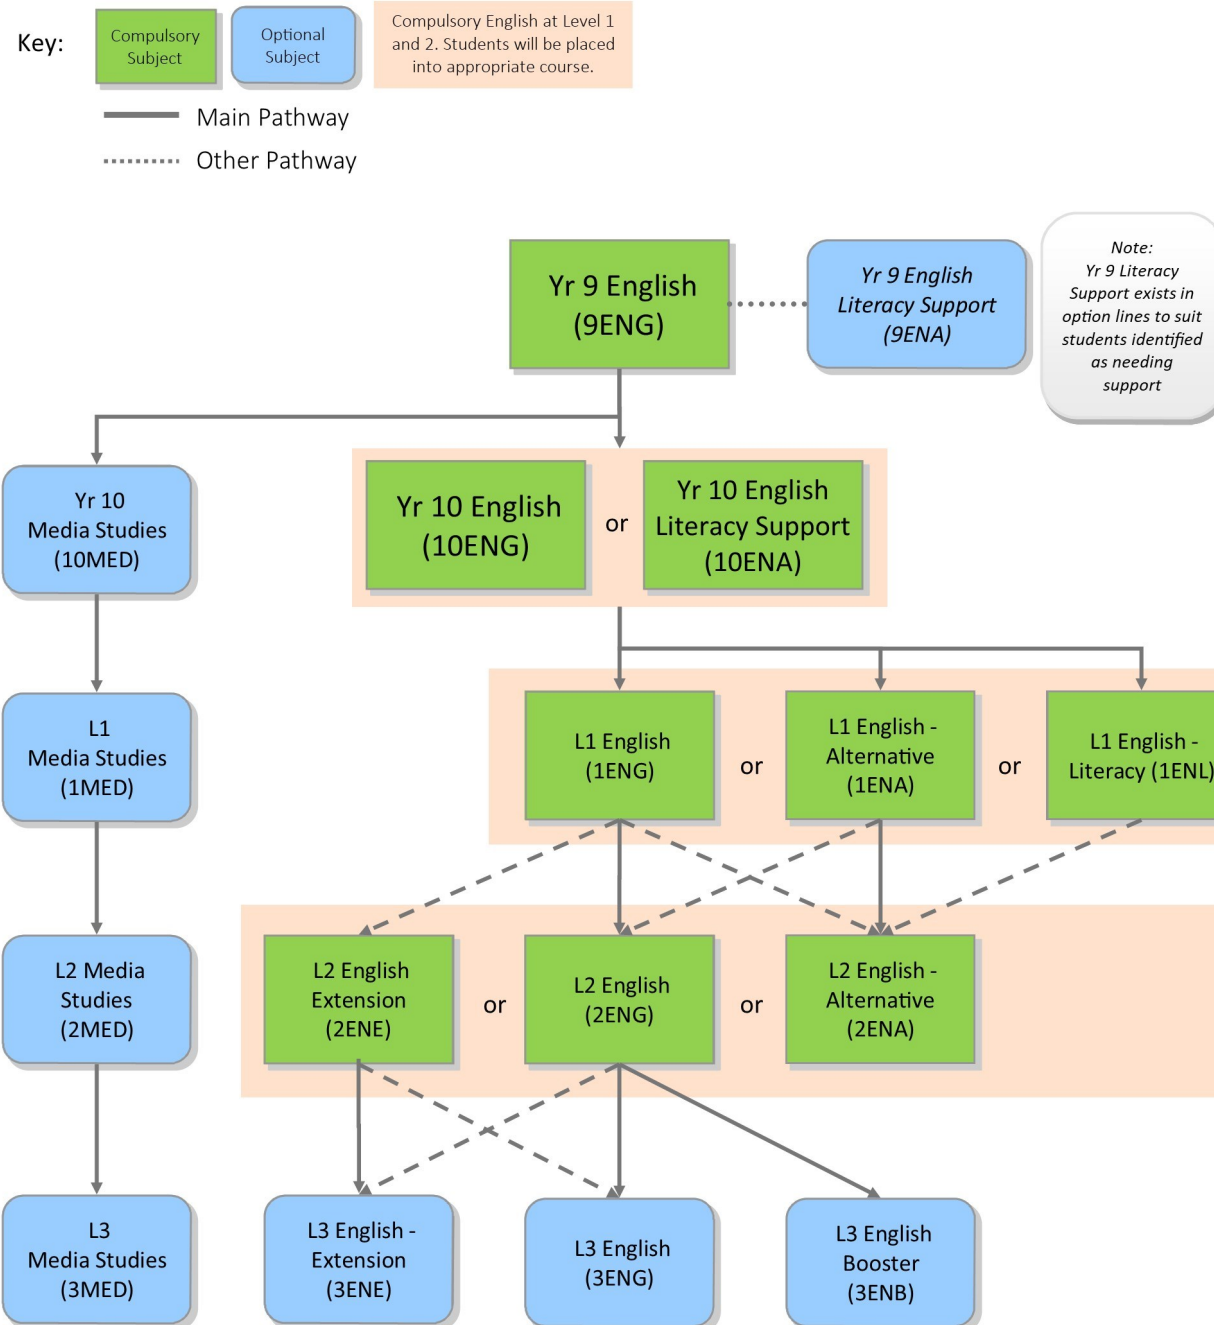 Key:
Compulsory
Subject
Optional
Subject
Compulsory English at Level 1
and 2. Students will be placed
into appropriate course.
Main Pathway
Other Pathway
Yr 9 English
(9ENG)
Yr 9 English
Literacy Support
(9ENA)
Note:
Yr 9 Literacy
Support exists in
option lines to suit
students identified
as needing
support
Yr 10
Media Studies
(10MED)
Yr 10 English
(10ENG)
or
Yr 10 English
Literacy Support
(10ENA)
L1
Media Studies
(1MED)
L1 English
(1ENG)
or
L1 English -
Alternative
(1ENA)
or
L1 English -
Literacy (1ENL)
L2 Media
Studies
(2MED)
L2 English
Extension
(2ENE)
or
L2 English
(2ENG)
or
L2 English -
Alternative
(2ENA)
L3
Media Studies
(3MED)
L3 English -
Extension
(3ENE)
L3 English
(3ENG)
L3 English
Booster
(3ENB)